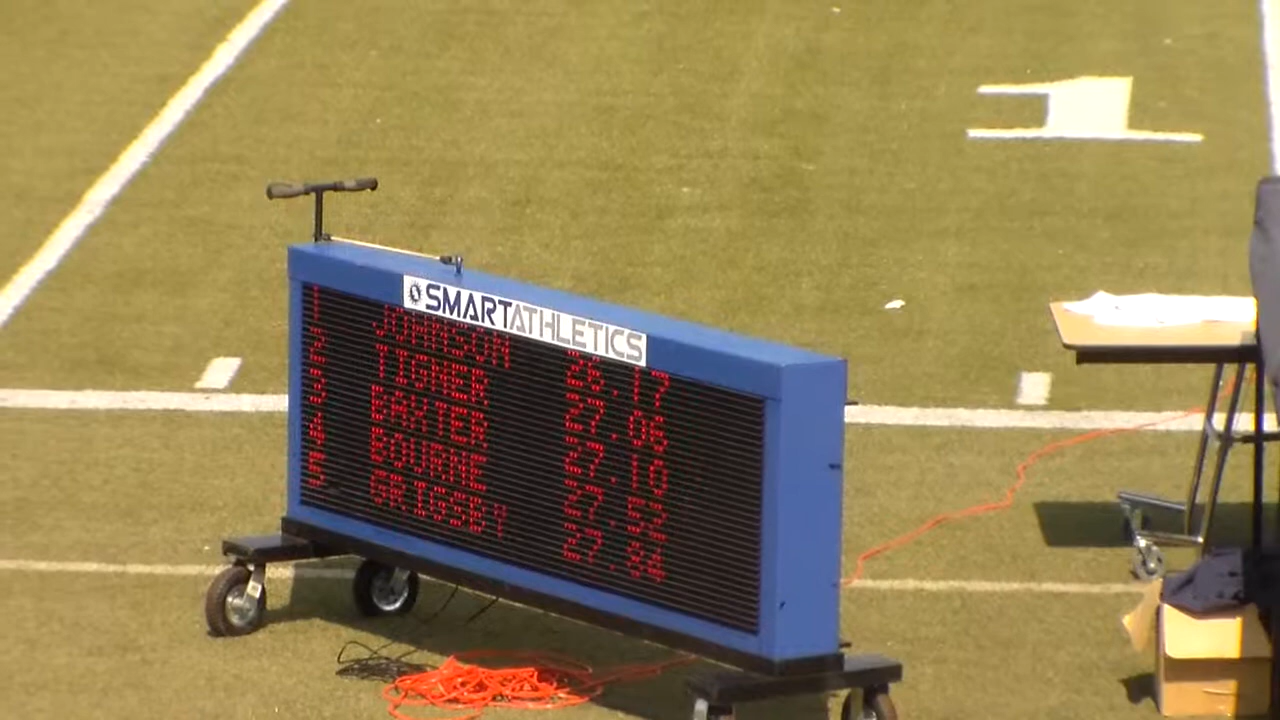 1
SMARTATHLETICS
1 JOHNSON 26.17
2 TIGNER 27.06
3 BAXTER 27.10
4 BOURNE 27.52
5 GRIGSBY 27.84